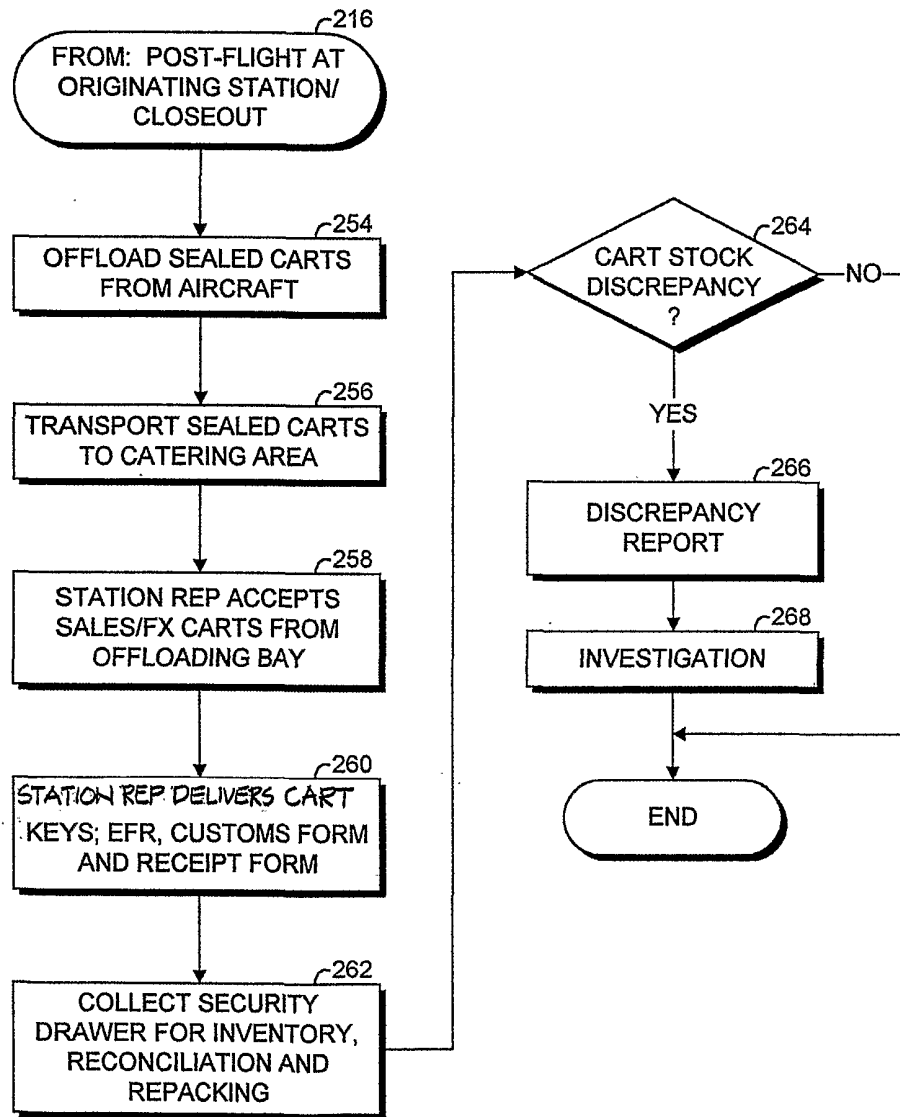 216
FROM: POST-FLIGHT AT
ORIGINATING STATION/
CLOSEOUT
254
OFFLOAD SEALED CARTS
FROM AIRCRAFT
256
TRANSPORT SEALED CARTS
TO CATERING AREA
258
STATION REP ACCEPTS
SALES/FX CARTS FROM
OFFLOADING BAY
260
STATION REP DELIVERS CART
KEYS; EFR, CUSTOMS FORM
AND RECEIPT FORM
262
COLLECT SECURITY
DRAWER FOR INVENTORY,
RECONCILIATION AND
REPACKING
264
CART STOCK
DISCREPANCY
?
NO
YES
266
DISCREPANCY
REPORT
268
INVESTIGATION
END